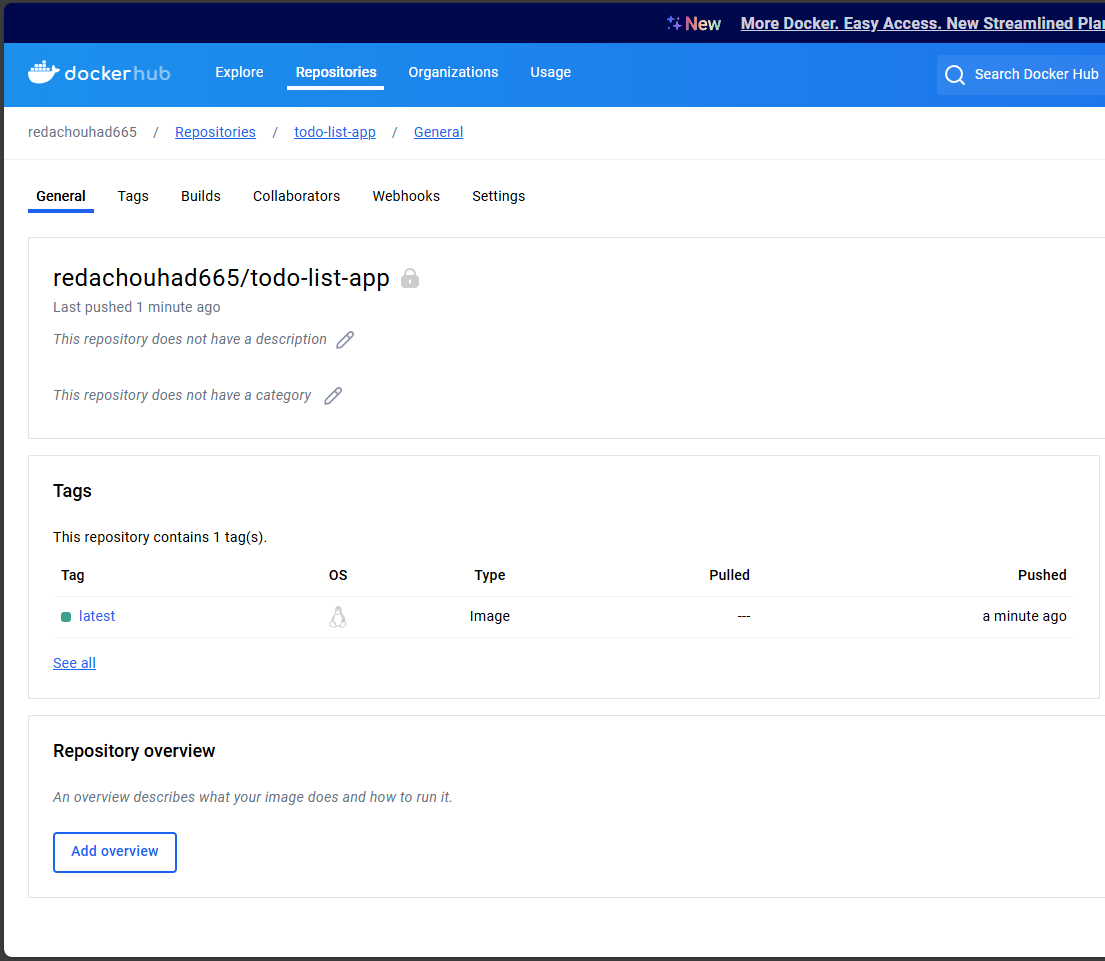 New More Docker. Easy Access. New Streamlined Plan
dockerhub Explore Repositories Organizations Usage Search Docker Hub
redachouhad665 / Repositories / todo-list-app / General
General Tags Builds Collaborators Webhooks Settings
redachouhad665/todo-list-app
Last pushed 1 minute ago
This repository does not have a description
This repository does not have a category
Tags
This repository contains 1 tag(s).
Tag OS Type Pulled Pushed
latest Image --- a minute ago
See all
Repository overview
An overview describes what your image does and how to run it.
Add overview